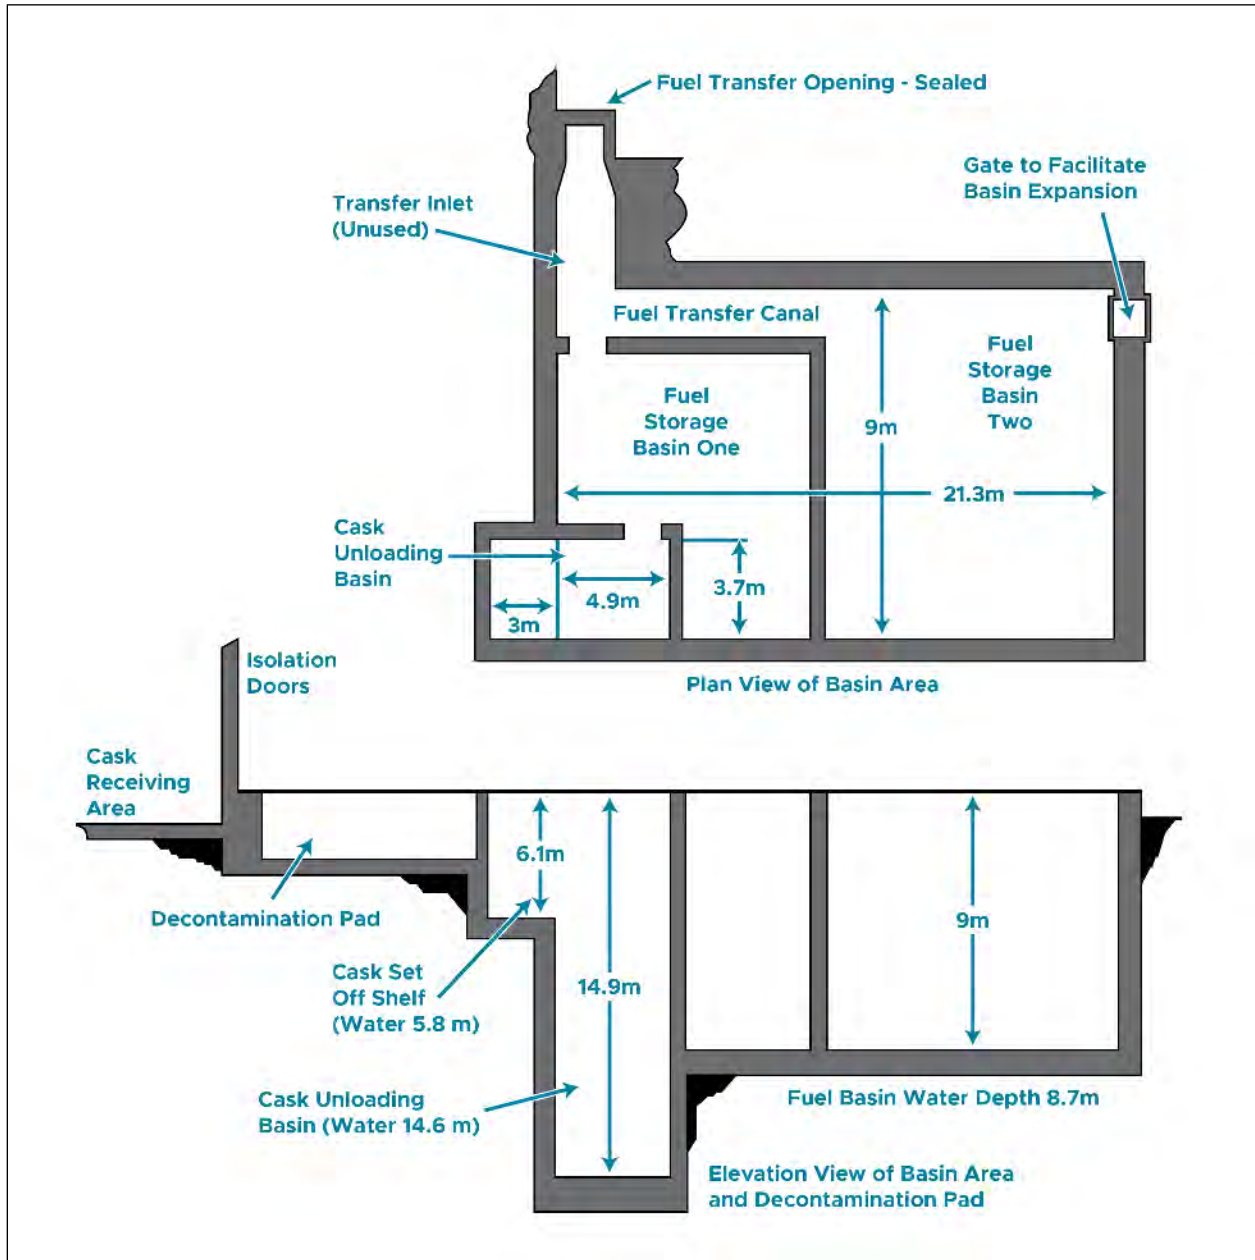 Fuel Transfer Opening - Sealed
Gate to Facilitate
Basin Expansion
Transfer Inlet
(Unused)
Fuel Transfer Canal
Fuel
Storage
Basin
Two
Fuel
Storage
Basin One
9m
21.3m
Cask
Unloading
Basin
4.9m
3.7m
3m
Isolation
Doors
Plan View of Basin Area
Cask
Receiving
Area
6.1m
Decontamination Pad
9m
Cask Set
Off Shelf
(Water 5.8 m)
14.9m
Cask Unloading
Basin (Water 14.6 m)
Fuel Basin Water Depth 8.7m
Elevation View of Basin Area
and Decontamination Pad